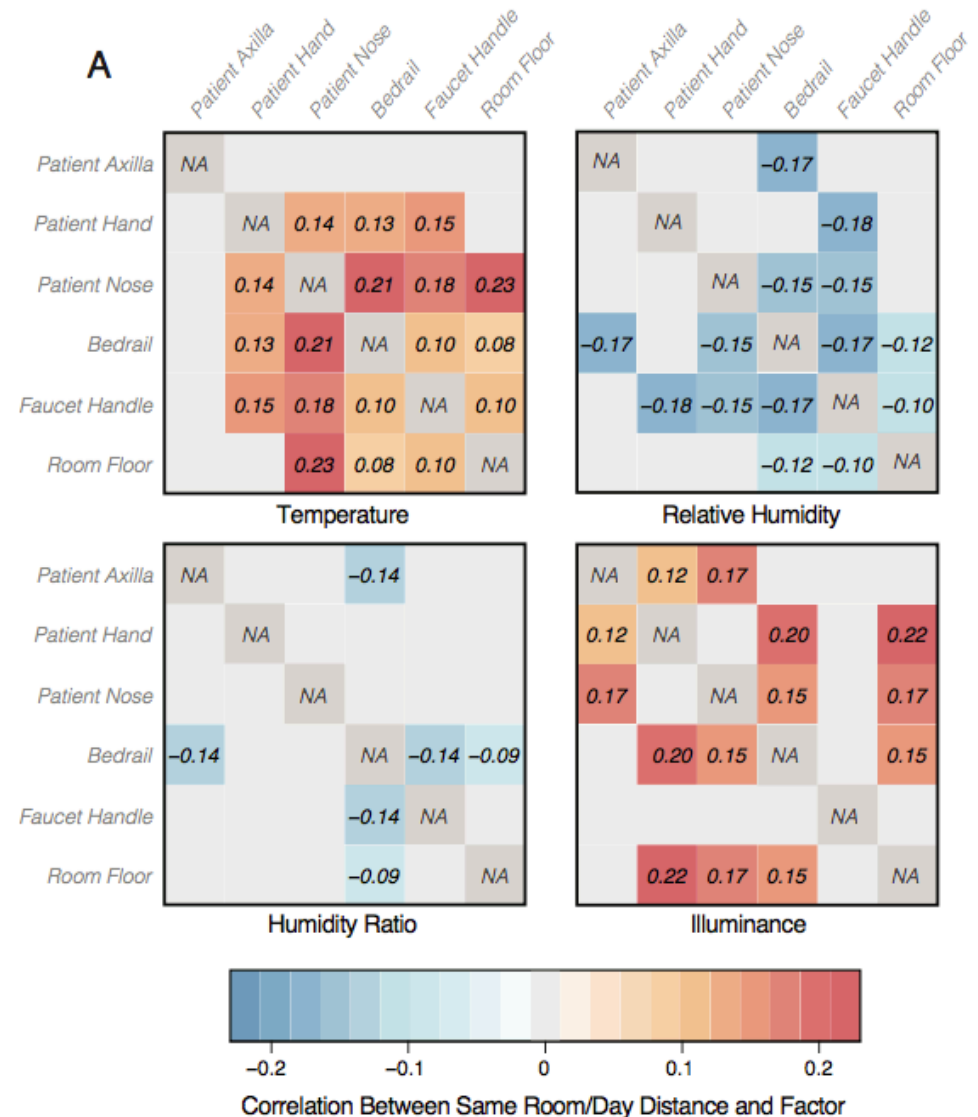 A
Patient Axilla Patient Hand Patient Nose Bedrail Faucet Handle Room Floor
Patient Axilla Patient Hand Patient Nose Bedrail Faucet Handle Room Floor
Patient Axilla NA
Patient Hand NA 0.14 0.13 0.15
Patient Nose 0.14 NA 0.21 0.18 0.23
Bedrail 0.13 0.21 NA 0.10 0.08
Faucet Handle 0.15 0.18 0.10 NA 0.10
Room Floor 0.23 0.08 0.10 NA
Temperature
NA −0.17
NA −0.18
NA −0.15 −0.15
−0.17 −0.15 NA −0.17 −0.12
−0.18 −0.15 −0.17 NA −0.10
−0.12 −0.10 NA
Relative Humidity
Patient Axilla NA −0.14
Patient Hand NA
Patient Nose NA
Bedrail −0.14 NA −0.14 −0.09
Faucet Handle −0.14 NA
Room Floor −0.09 NA
Humidity Ratio
NA 0.12 0.17
0.12 NA 0.20 0.22
0.17 NA 0.15 0.17
0.20 0.15 NA 0.15
NA
0.22 0.17 0.15 NA
Illuminance
−0.2 −0.1 0 0.1 0.2
Correlation Between Same Room/Day Distance and Factor